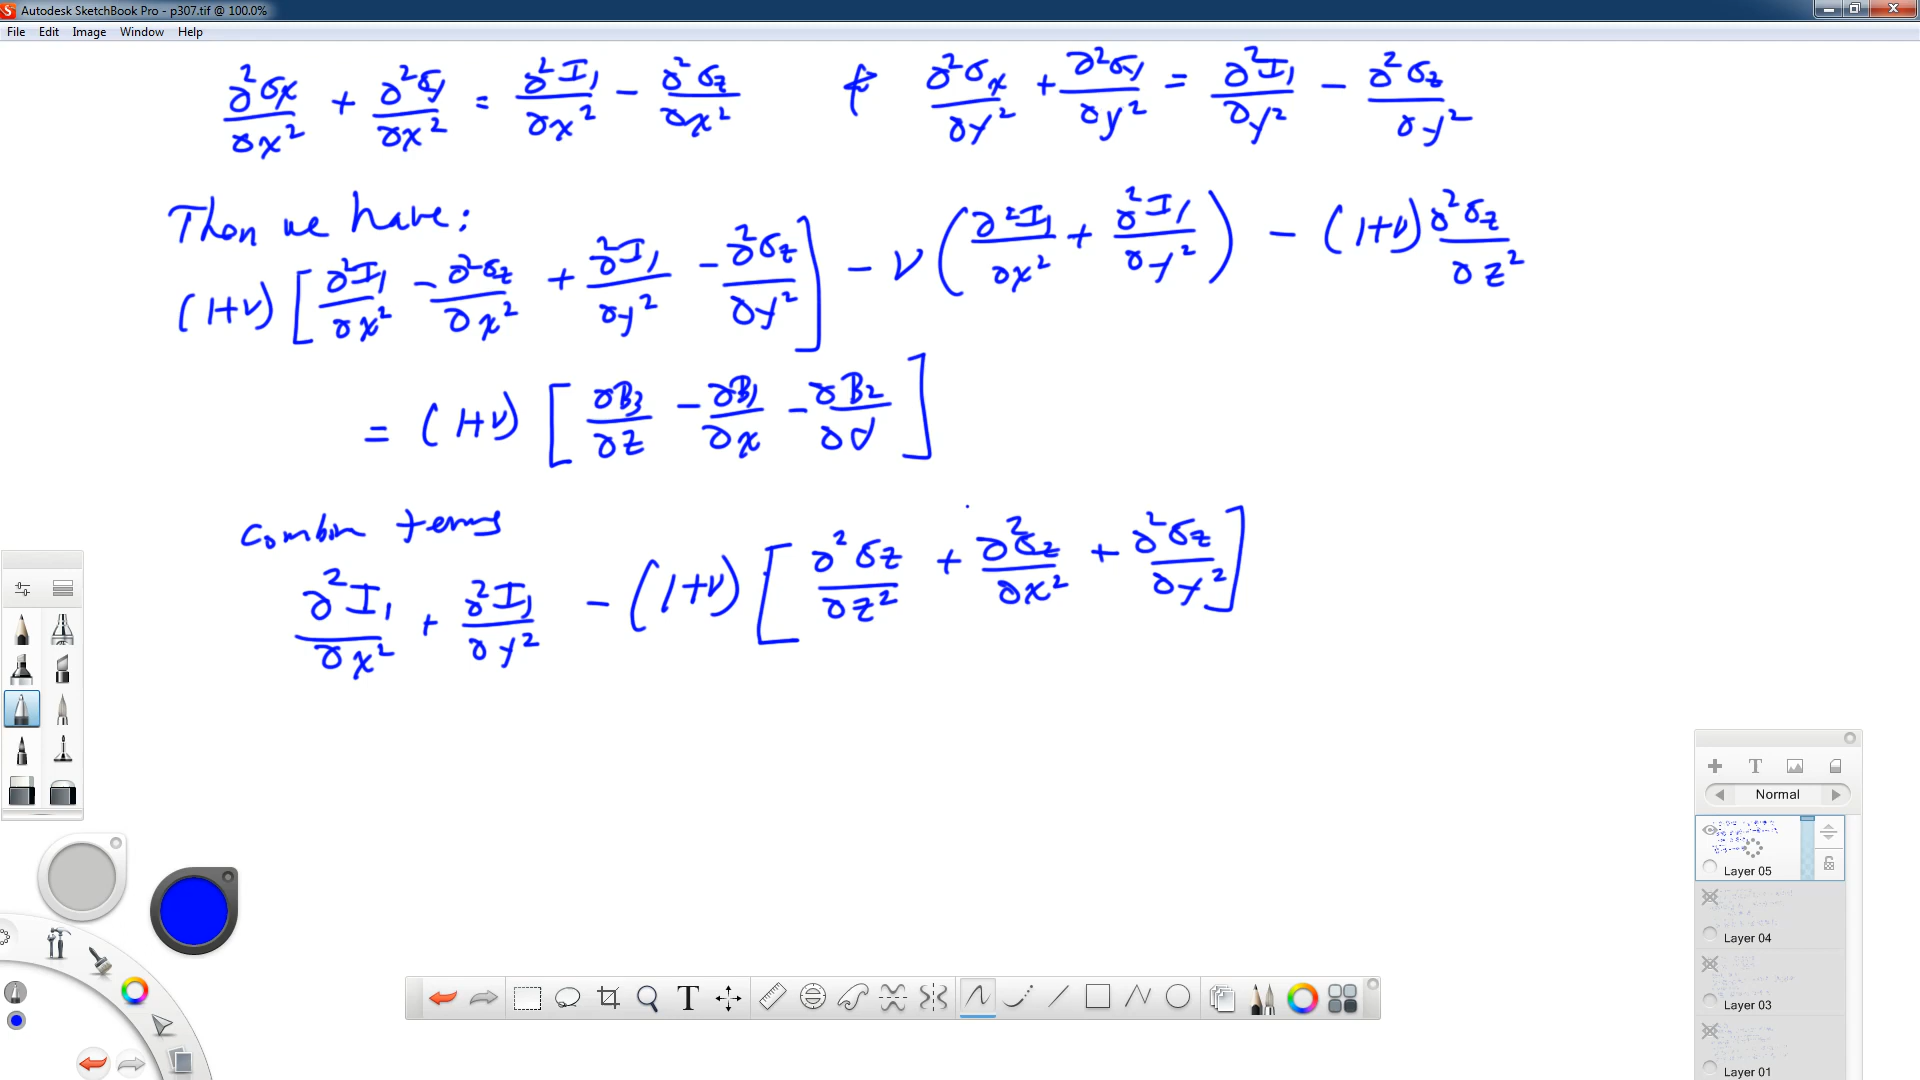 Autodesk SketchBook Pro - p307.tif @ 100.0%
File Edit Image Window Help
∂²σx/∂x² + ∂²σy/∂x² = ∂²I₁/∂x² − ∂²σz/∂x² & ∂²σx/∂y² + ∂²σy/∂y² = ∂²I₁/∂y² − ∂²σz/∂y²
Then we have:
(1+ν) [∂²I₁/∂x² − ∂²σz/∂x² + ∂²I₁/∂y² − ∂²σz/∂y²] − ν (∂²I₁/∂x² + ∂²I₁/∂y²) − (1+ν) ∂²σz/∂z²
= (1+ν) [∂B₃/∂z − ∂B₁/∂x − ∂B₂/∂y]
Combin terms
∂²I₁/∂x² + ∂²I₁/∂y² − (1+ν) [∂²σz/∂z² + ∂²σz/∂x² + ∂²σz/∂y²]
T
Normal
Layer 05
Layer 04
Layer 03
Layer 01
T